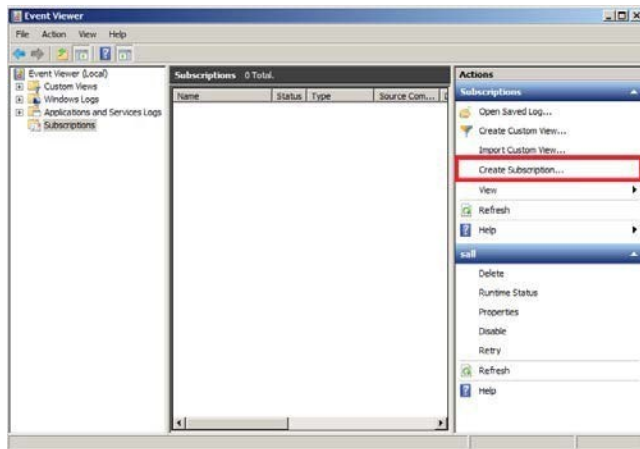 Event Viewer
File Action View Help
Event Viewer (Local)
Custom Views
Windows Logs
Applications and Services Logs
Subscriptions
Subscriptions 0 Total.
Name Status Type Source Com...
Actions
Subscriptions
Open Saved Log...
Create Custom View...
Import Custom View...
Create Subscription...
View
Refresh
Help
sall
Delete
Runtime Status
Properties
Disable
Retry
Refresh
Help